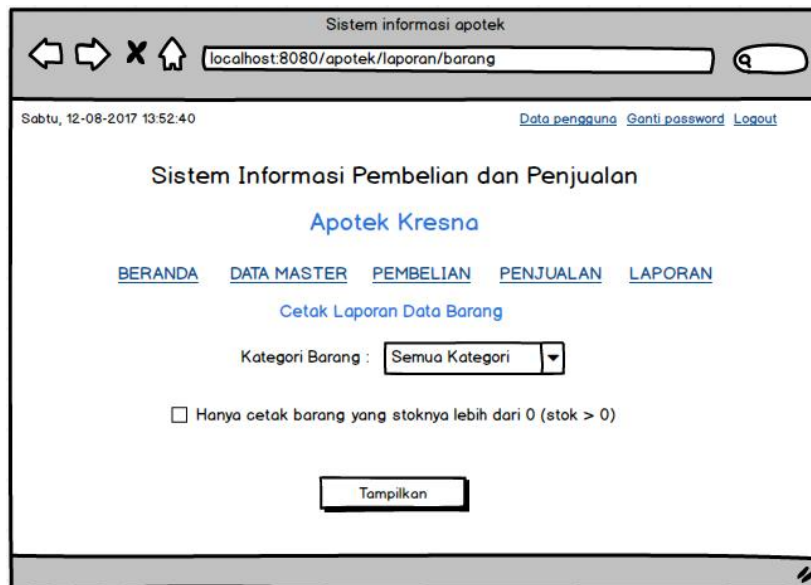 Sistem informasi apotek
localhost:8080/apotek/laporan/barang
Sabtu, 12-08-2017 13:52:40 Data pengguna Ganti password Logout
Sistem Informasi Pembelian dan Penjualan
Apotek Kresna
BERANDA DATA MASTER PEMBELIAN PENJUALAN LAPORAN
Cetak Laporan Data Barang
Kategori Barang : Semua Kategori
Hanya cetak barang yang stoknya lebih dari 0 (stok > 0)
Tampilkan